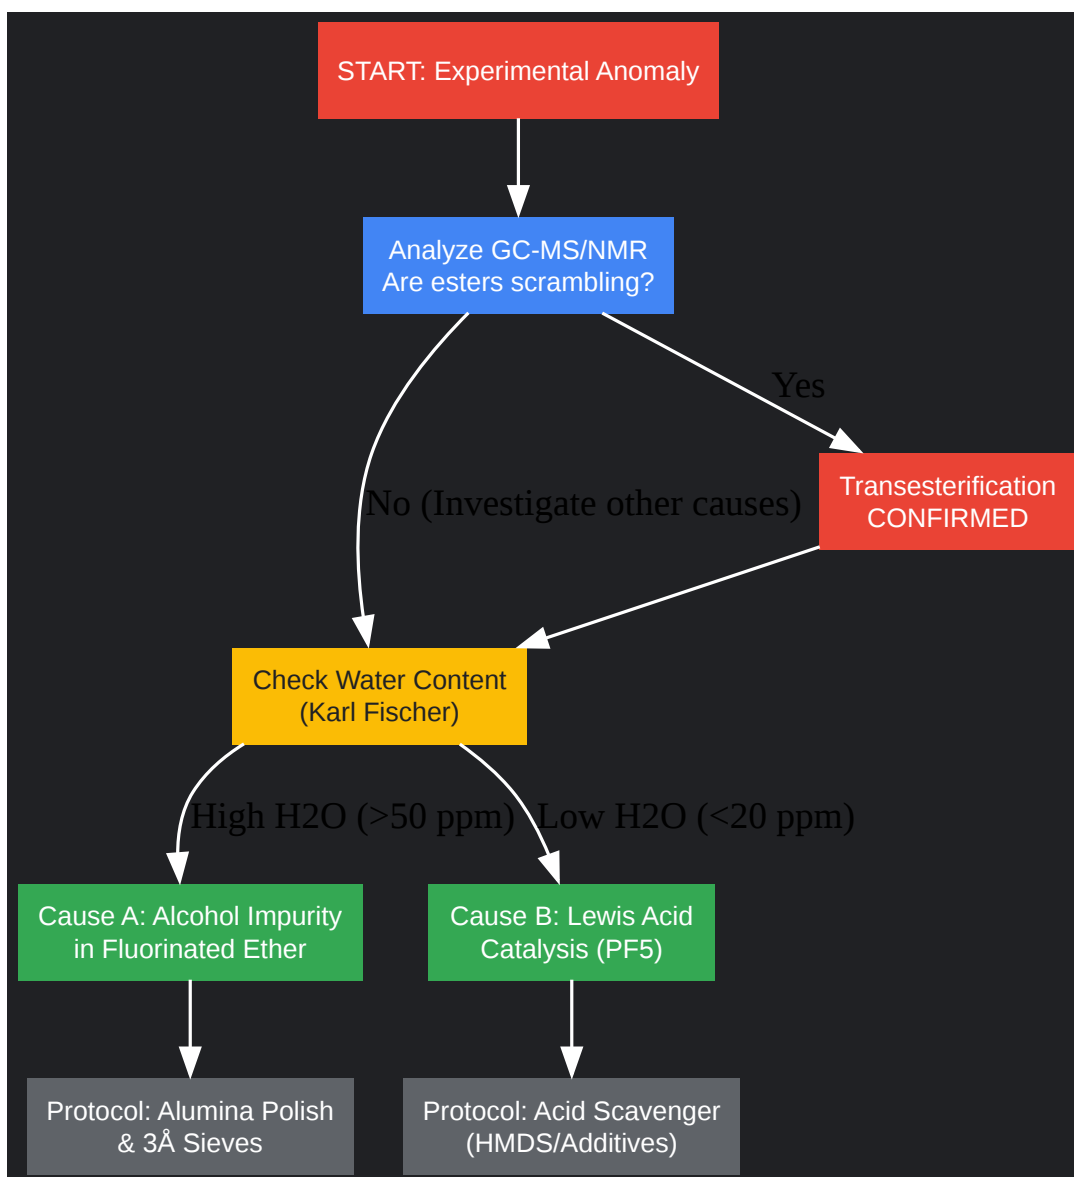 START: Experimental Anomaly
Analyze GC-MS/NMR
Are esters scrambling?
Yes
No (Investigate other causes)
Transesterification
CONFIRMED
Check Water Content
(Karl Fischer)
High H2O (>50 ppm)
Low H2O (<20 ppm)
Cause A: Alcohol Impurity
in Fluorinated Ether
Cause B: Lewis Acid
Catalysis (PF5)
Protocol: Alumina Polish
& 3Å Sieves
Protocol: Acid Scavenger
(HMDS/Additives)